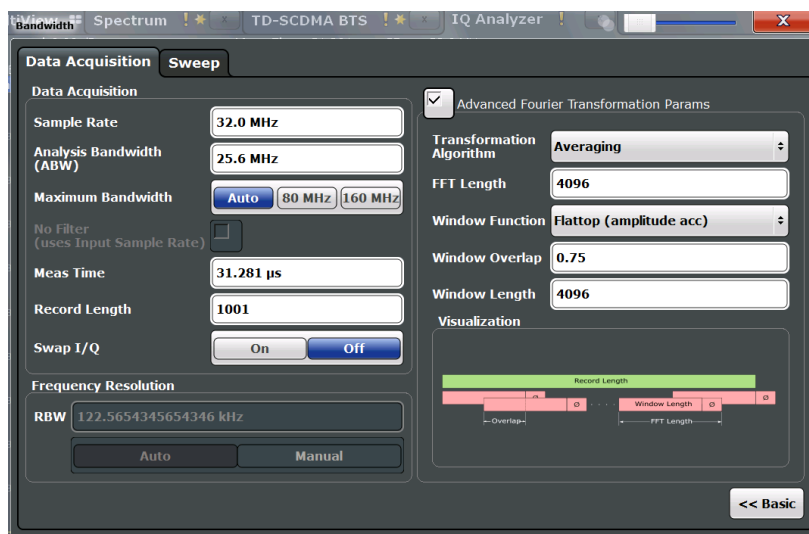 Spectrum ! TD-SCDMA BTS ! IQ Analyzer !
Bandwidth
Data Acquisition Sweep
Data Acquisition
Sample Rate 32.0 MHz
Analysis Bandwidth (ABW) 25.6 MHz
Maximum Bandwidth Auto 80 MHz 160 MHz
No Filter
(uses Input Sample Rate)
Meas Time 31.281 µs
Record Length 1001
Swap I/Q On Off
Frequency Resolution
RBW 122.5654345654346 kHz
Auto Manual
Advanced Fourier Transformation Params
Transformation Algorithm Averaging
FFT Length 4096
Window Function Flattop (amplitude acc)
Window Overlap 0.75
Window Length 4096
Visualization
Record Length
Ø Ø
Ø Window Length Ø
Overlap FFT Length
<< Basic